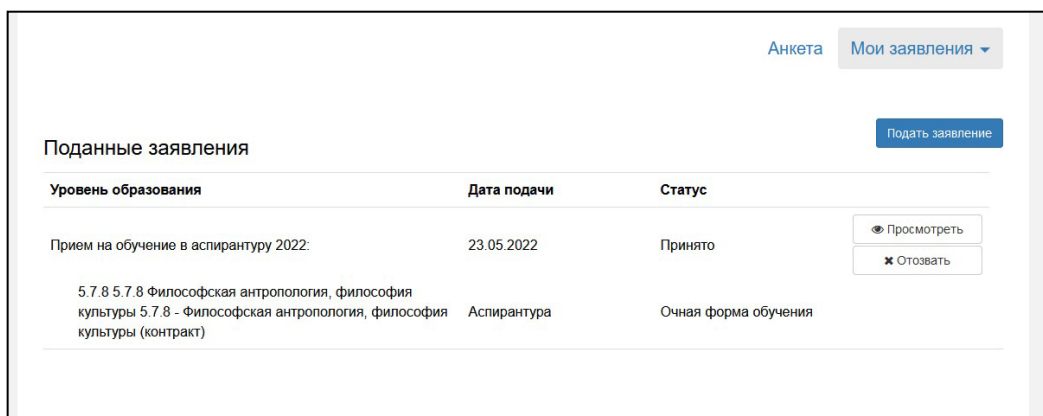 Анкета Мои заявления
Подать заявление
Поданные заявления
Уровень образования Дата подачи Статус
Прием на обучение в аспирантуру 2022: 23.05.2022 Принято
Просмотреть
Отозвать
5.7.8 5.7.8 Философская антропология, философия
культуры 5.7.8 - Философская антропология, философия Аспирантура Очная форма обучения
культуры (контракт)